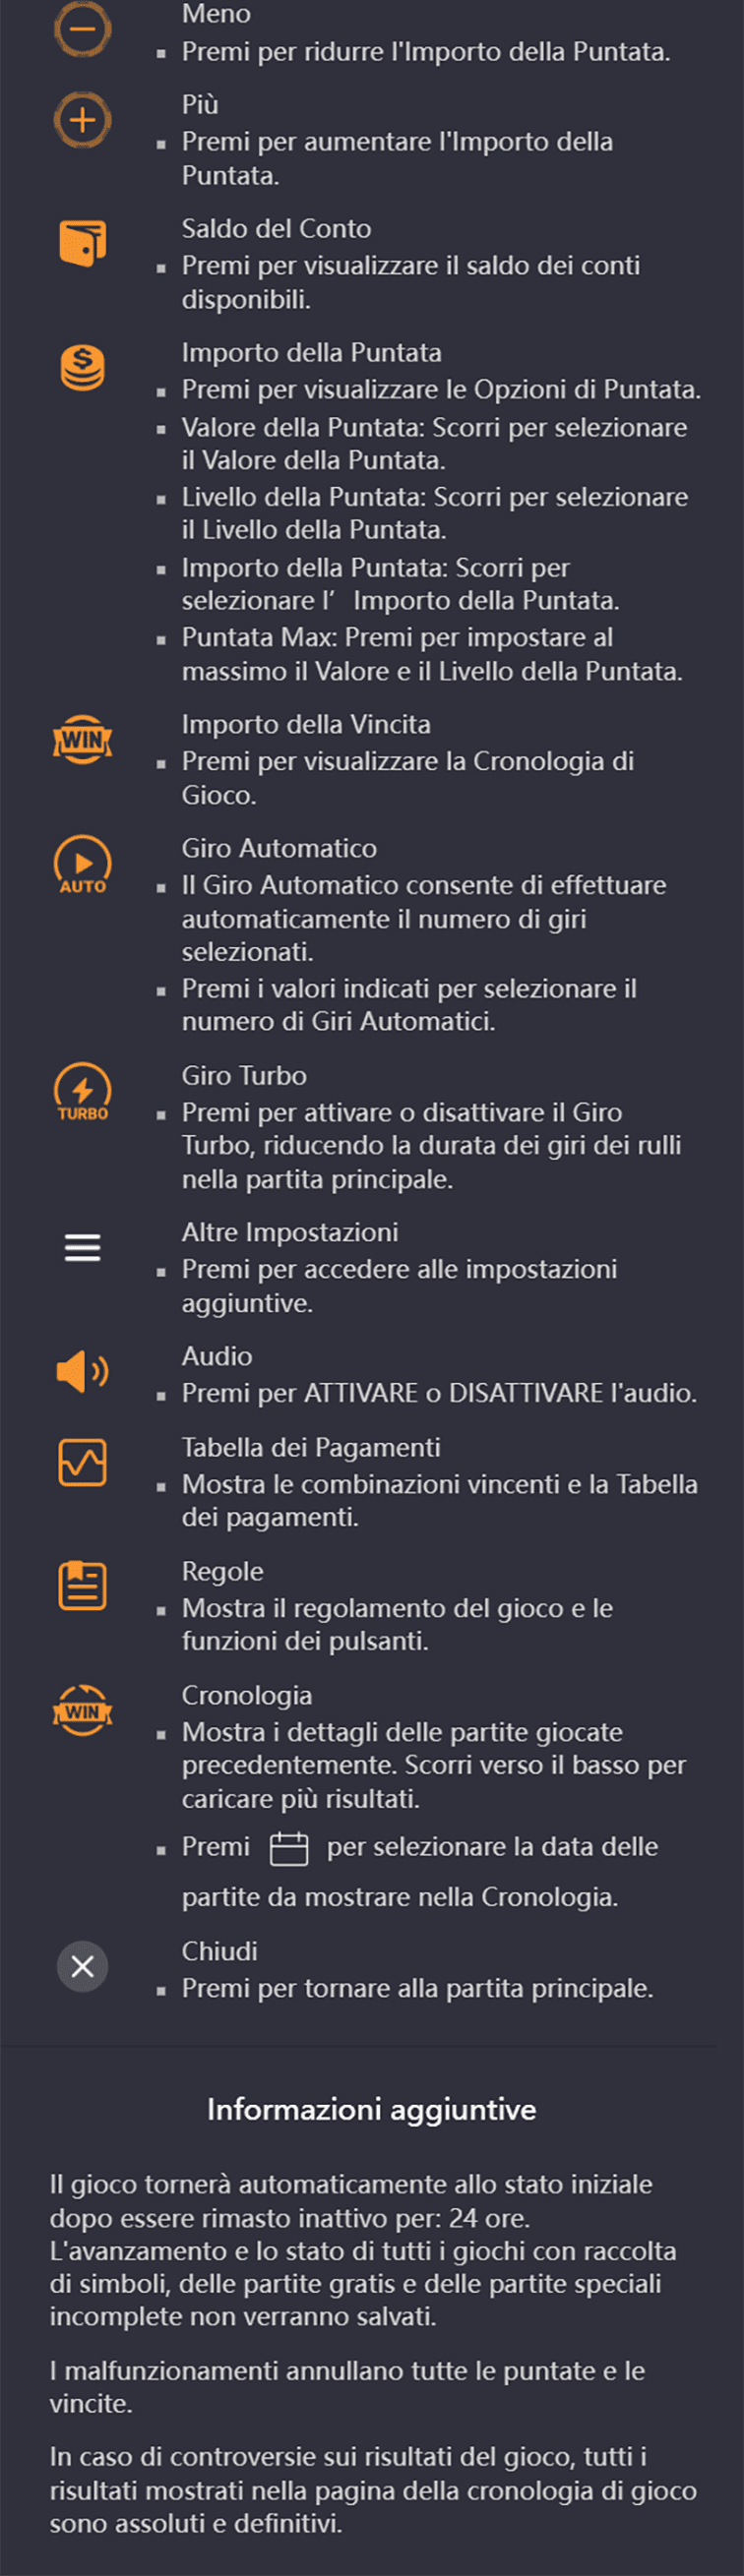 Meno
▪ Premi per ridurre l'Importo della Puntata.
Più
▪ Premi per aumentare l'Importo della
Puntata.
Saldo del Conto
▪ Premi per visualizzare il saldo dei conti
disponibili.
Importo della Puntata
▪ Premi per visualizzare le Opzioni di Puntata.
▪ Valore della Puntata: Scorri per selezionare
il Valore della Puntata.
▪ Livello della Puntata: Scorri per selezionare
il Livello della Puntata.
▪ Importo della Puntata: Scorri per
selezionare l’ Importo della Puntata.
▪ Puntata Max: Premi per impostare al
massimo il Valore e il Livello della Puntata.
WIN
Importo della Vincita
▪ Premi per visualizzare la Cronologia di
Gioco.
AUTO
Giro Automatico
▪ Il Giro Automatico consente di effettuare
automaticamente il numero di giri
selezionati.
▪ Premi i valori indicati per selezionare il
numero di Giri Automatici.
TURBO
Giro Turbo
▪ Premi per attivare o disattivare il Giro
Turbo, riducendo la durata dei giri dei rulli
nella partita principale.
Altre Impostazioni
▪ Premi per accedere alle impostazioni
aggiuntive.
Audio
▪ Premi per ATTIVARE o DISATTIVARE l'audio.
Tabella dei Pagamenti
▪ Mostra le combinazioni vincenti e la Tabella
dei pagamenti.
Regole
▪ Mostra il regolamento del gioco e le
funzioni dei pulsanti.
WIN
Cronologia
▪ Mostra i dettagli delle partite giocate
precedentemente. Scorri verso il basso per
caricare più risultati.
▪ Premi per selezionare la data delle
partite da mostrare nella Cronologia.
Chiudi
▪ Premi per tornare alla partita principale.
Informazioni aggiuntive
Il gioco tornerà automaticamente allo stato iniziale
dopo essere rimasto inattivo per: 24 ore.
L'avanzamento e lo stato di tutti i giochi con raccolta
di simboli, delle partite gratis e delle partite speciali
incomplete non verranno salvati.
I malfunzionamenti annullano tutte le puntate e le
vincite.
In caso di controversie sui risultati del gioco, tutti i
risultati mostrati nella pagina della cronologia di gioco
sono assoluti e definitivi.